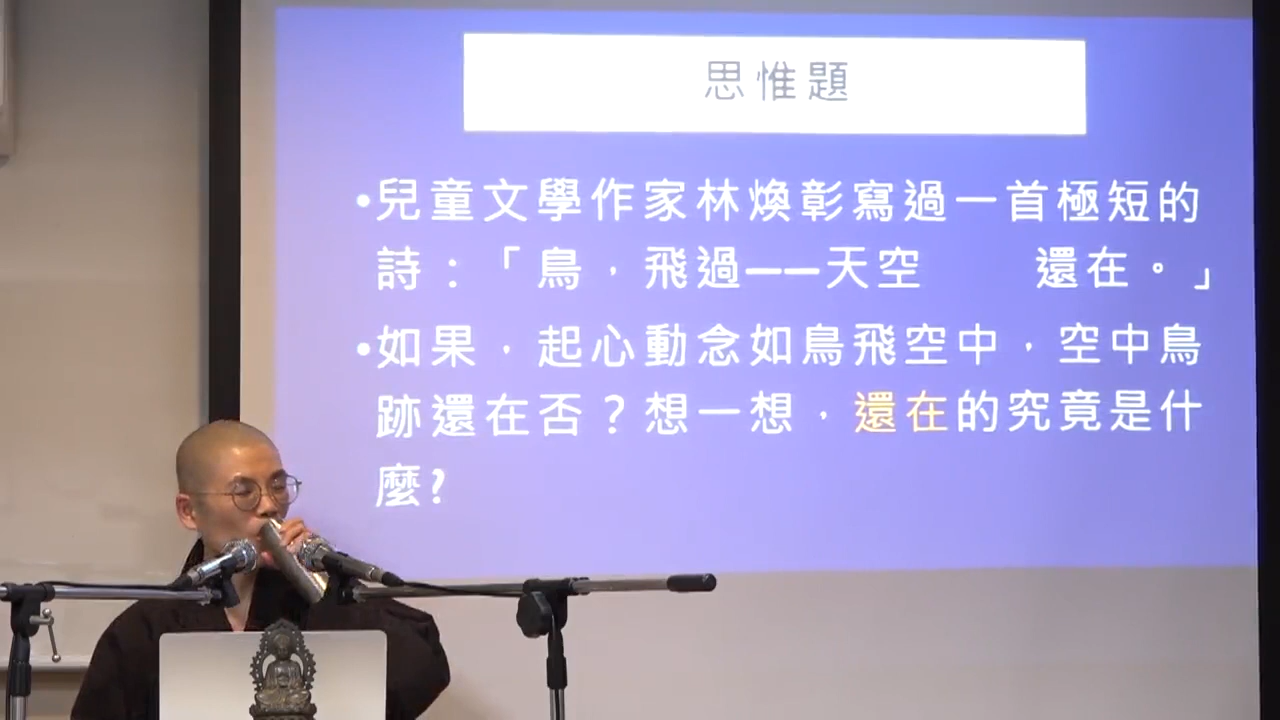 思惟題
•兒童文學作家林煥彰寫過一首極短的
詩：「鳥，飛過——天空　　還在。」
•如果，起心動念如鳥飛空中，空中鳥
跡還在否？想一想，還在的究竟是什
麼?